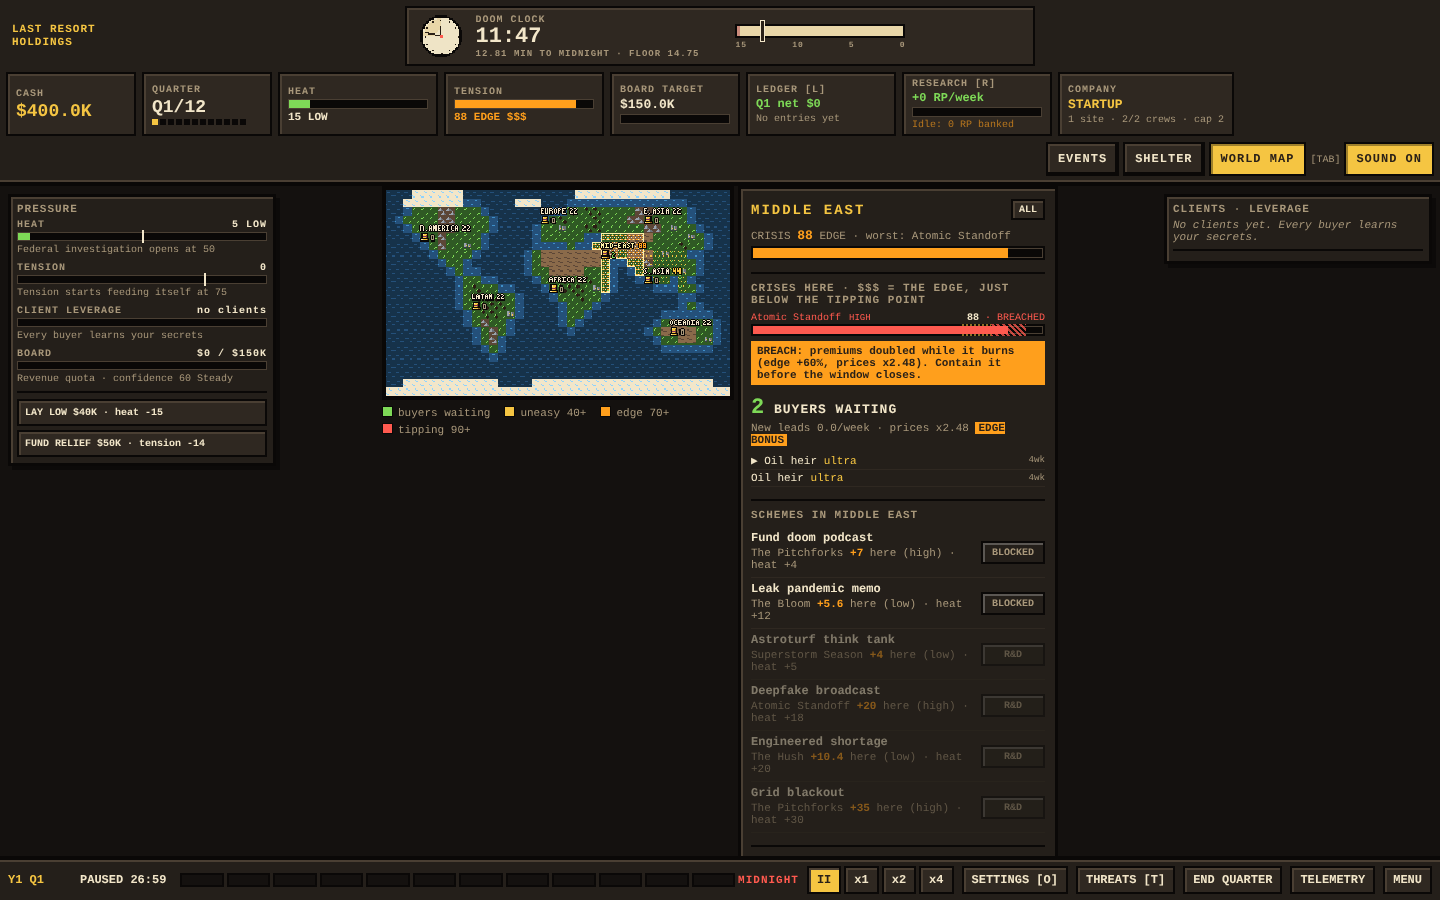 LAST RESORT
HOLDINGS
DOOM CLOCK
11:47
12.81 MIN TO MIDNIGHT · FLOOR 14.75
15 10 5 0
CASH
$400.0K
QUARTER
Q1/12
HEAT
15 LOW
TENSION
88 EDGE $$$
BOARD TARGET
$150.0K
LEDGER [L]
Q1 net $0
No entries yet
RESEARCH [R]
+0 RP/week
Idle: 0 RP banked
COMPANY
STARTUP
1 site · 2/2 crews · cap 2
EVENTS
SHELTER
WORLD MAP
[TAB]
SOUND ON
PRESSURE
HEAT 5 LOW
Federal investigation opens at 50
TENSION 0
Tension starts feeding itself at 75
CLIENT LEVERAGE no clients
Every buyer learns your secrets
BOARD $0 / $150K
Revenue quota · confidence 60 Steady
LAY LOW $40K · heat -15
FUND RELIEF $50K · tension -14
EUROPE 22
E.ASIA 22
N.AMERICA 22
MID-EAST 88
S.ASIA 44
AFRICA 22
LATAM 22
OCEANIA 22
buyers waiting uneasy 40+ edge 70+
tipping 90+
MIDDLE EAST
ALL
CRISIS 88 EDGE · worst: Atomic Standoff
CRISES HERE · $$$ = THE EDGE, JUST
BELOW THE TIPPING POINT
Atomic Standoff HIGH 88 · BREACHED
BREACH: premiums doubled while it burns
(edge +60%, prices x2.48). Contain it
before the window closes.
2 BUYERS WAITING
New leads 0.0/week · prices x2.48 EDGE
BONUS
▶ Oil heir ultra 4wk
Oil heir ultra 4wk
SCHEMES IN MIDDLE EAST
Fund doom podcast
The Pitchforks +7 here (high) ·
heat +4
BLOCKED
Leak pandemic memo
The Bloom +5.6 here (low) · heat
+12
BLOCKED
Astroturf think tank
Superstorm Season +4 here (low) ·
heat +5
R&D
Deepfake broadcast
Atomic Standoff +20 here (high) ·
heat +18
R&D
Engineered shortage
The Hush +10.4 here (low) · heat
+20
R&D
Grid blackout
The Pitchforks +35 here (high) ·
heat +30
R&D
CLIENTS · LEVERAGE
No clients yet. Every buyer learns
your secrets.
Y1 Q1
PAUSED 26:59
MIDNIGHT
II
x1
x2
x4
SETTINGS [O]
THREATS [T]
END QUARTER
TELEMETRY
MENU